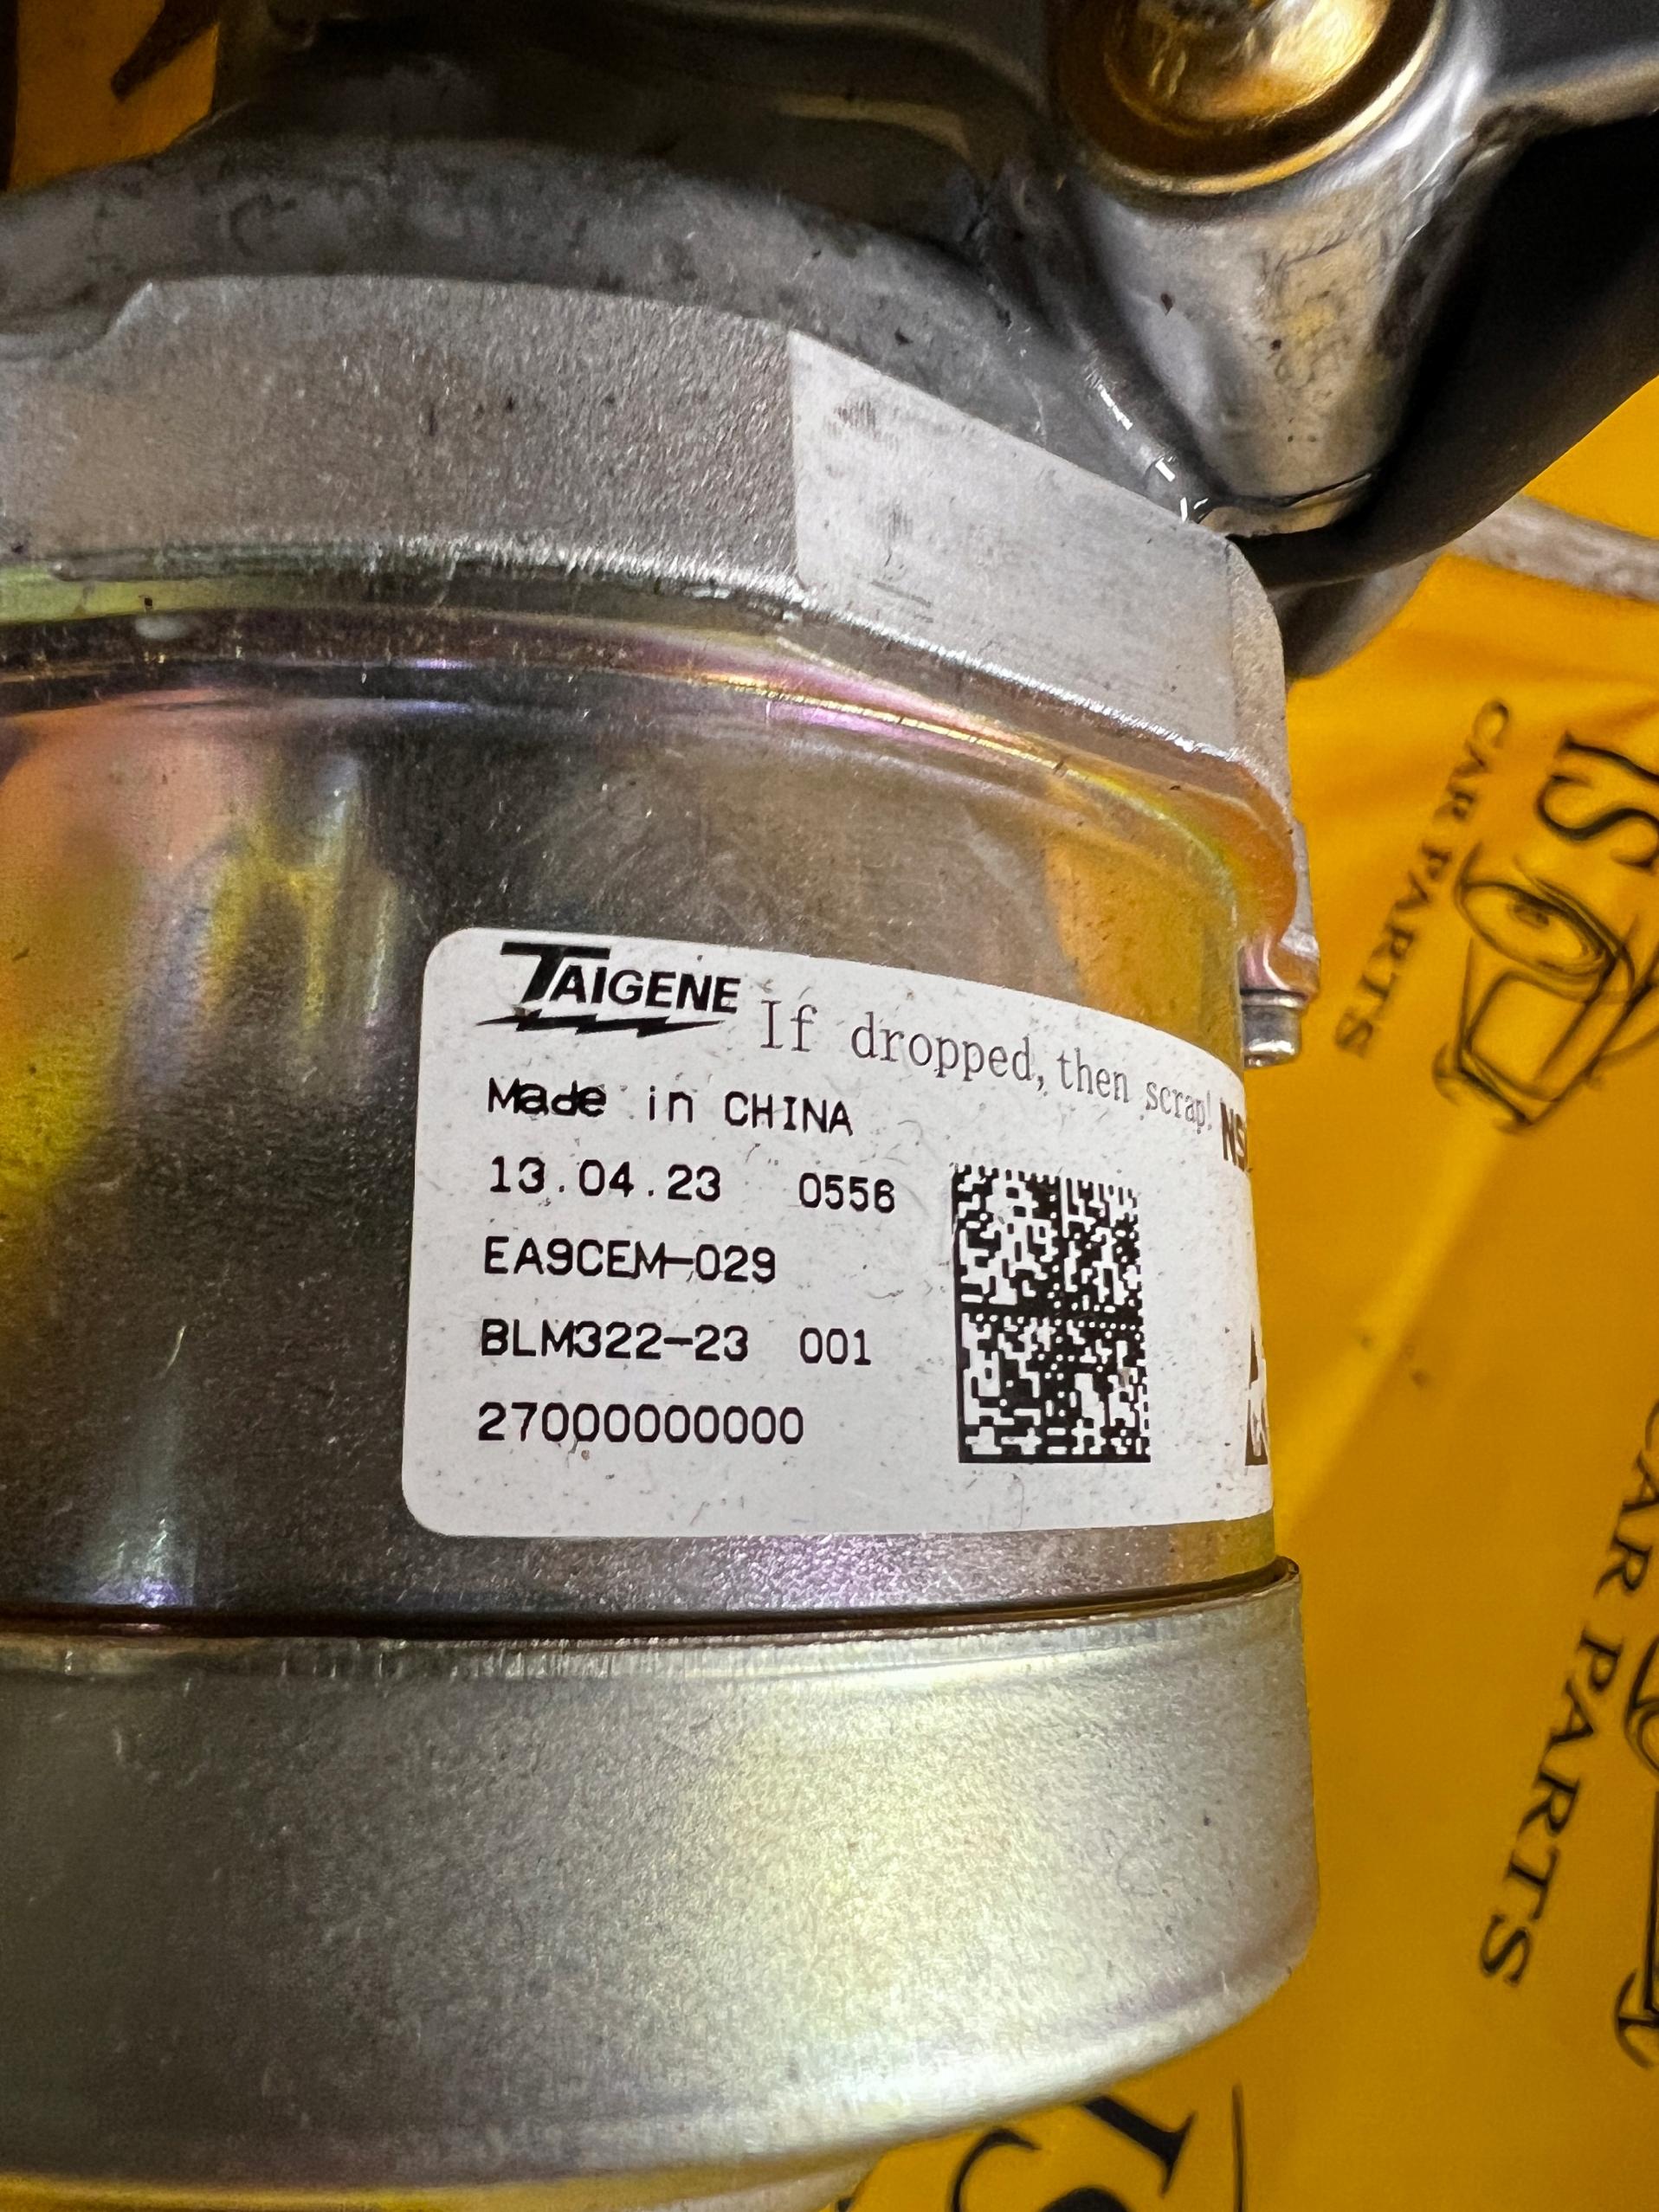 TAIGENE
If dropped, then scrap!
Made in CHINA
13.04.23 0556
EA9CEM-029
BLM322-23 001
27000000000
CAR PARTS
CAR PARTS